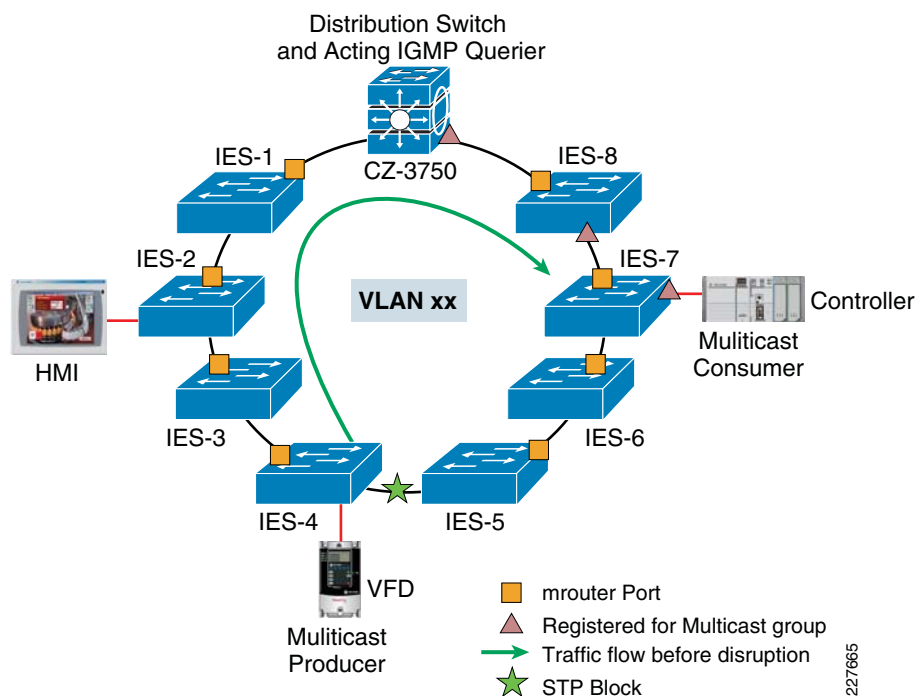 Distribution Switch
and Acting IGMP Querier
IES-1
CZ-3750
IES-8
IES-2
IES-7
VLAN xx
Controller
HMI
Multicast
Consumer
IES-3
IES-6
IES-4
IES-5
VFD
Muliticast
Producer
mrouter Port
Registered for Multicast group
Traffic flow before disruption
STP Block
227665